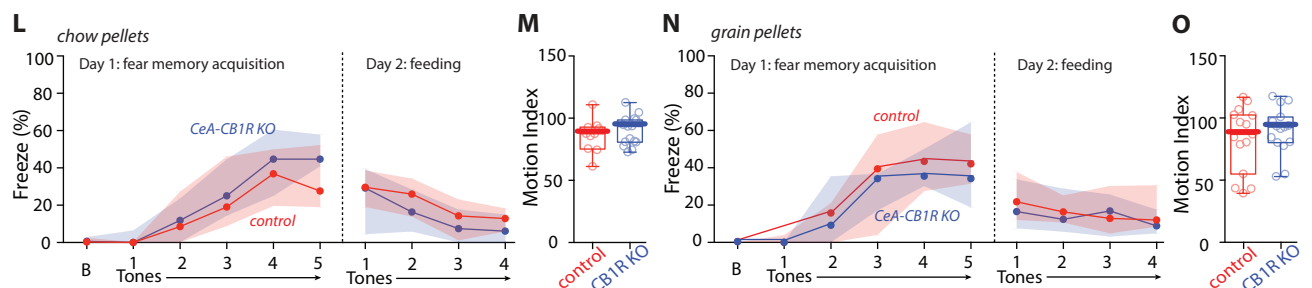 L
chow pellets
Day 1: fear memory acquisition
Day 2: feeding
Freeze (%)
100
80
60
40
20
0
CeA-CB1R KO
control
B 1 2 3 4 5 1 2 3 4
Tones
Tones
M
Motion Index
150
100
50
0
control
CB1R KO
N
grain pellets
Day 1: fear memory acquisition
Day 2: feeding
Freeze (%)
100
80
60
40
20
0
control
CeA-CB1R KO
B 1 2 3 4 5 1 2 3 4
Tones
Tones
O
Motion Index
150
100
50
0
control
CB1R KO